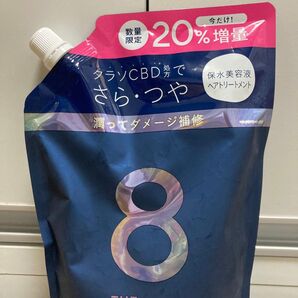 数量
限定
今だけ!
20%増量
タラソCBD処方で
さら・つや
潤ってダメージ補修
保水美容液
ヘアトリートメント
8